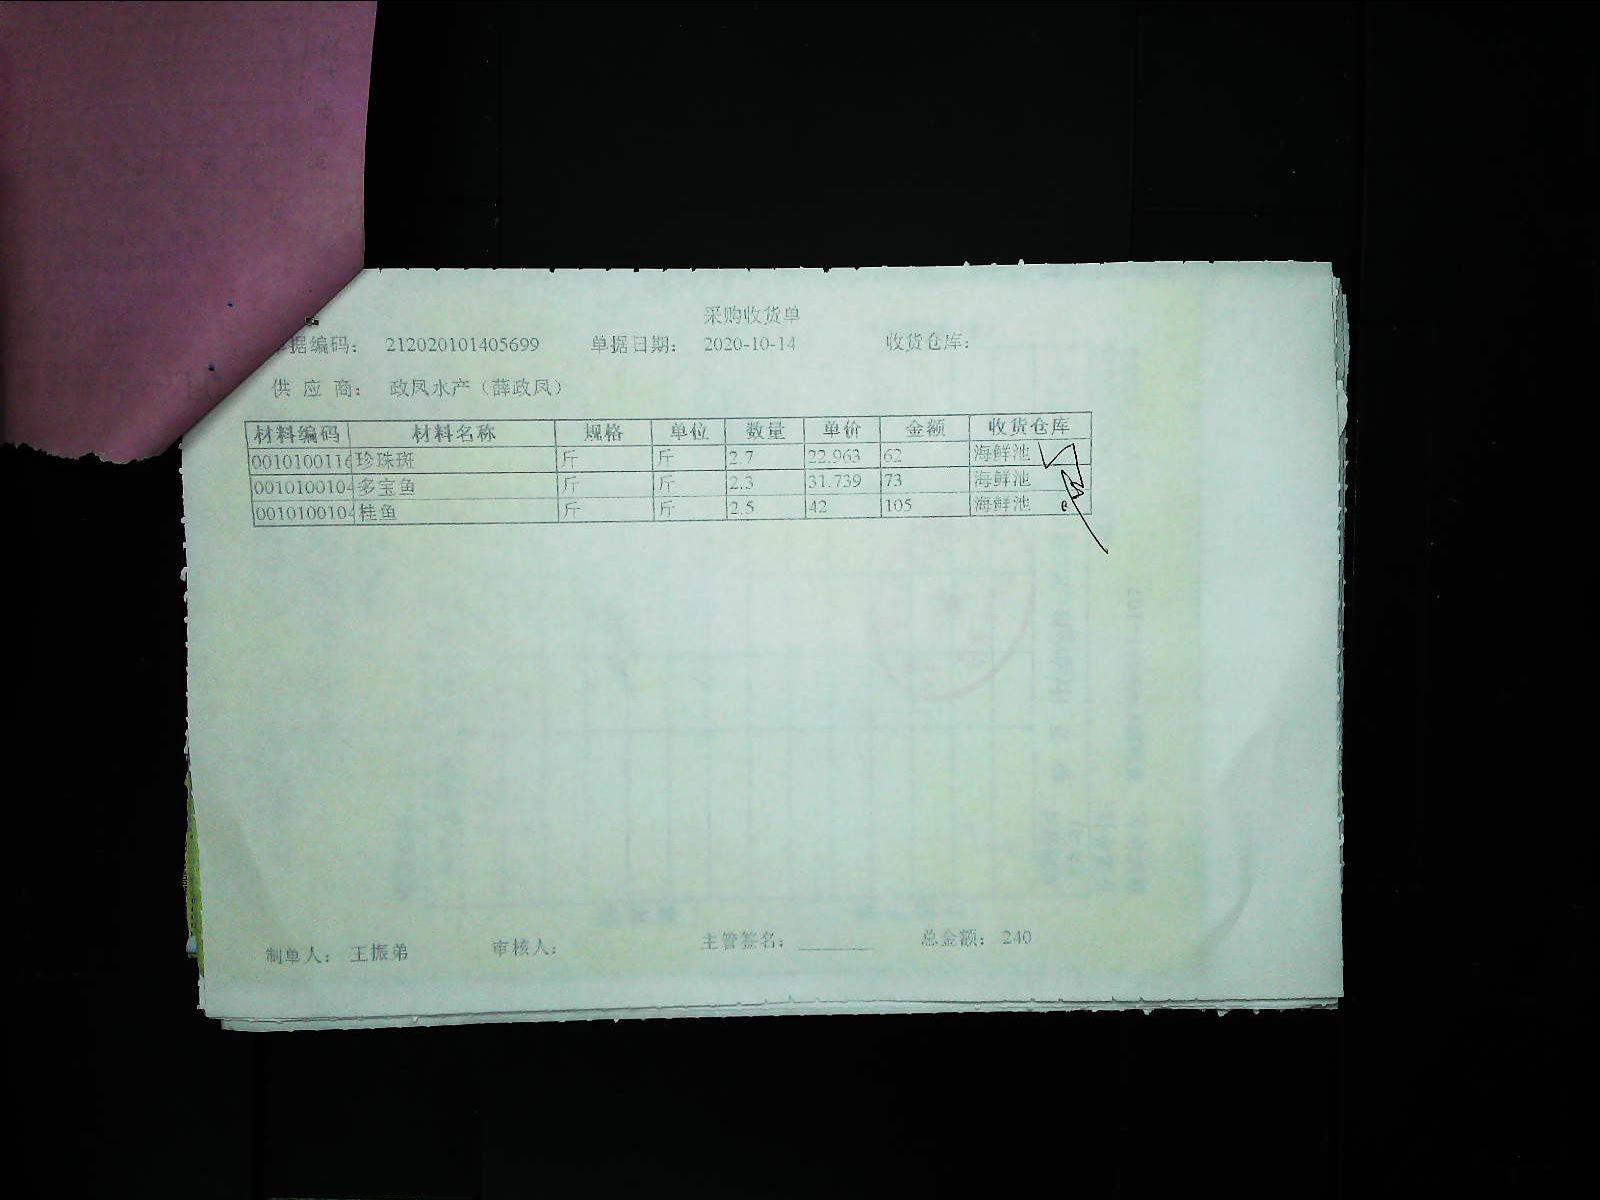 采购收货单
单据编码： 212020101405699 单据日期： 2020-10-14 收货仓库：
供 应 商： 政凤水产（薛政凤）
材料编码 材料名称 规格 单位 数量 单价 金额 收货仓库
0010100116 珍珠斑 斤 斤 2.7 22.963 62 海鲜池
0010100104 多宝鱼 斤 斤 2.3 31.739 73 海鲜池
0010100104 桂鱼 斤 斤 2.5 42 105 海鲜池
制单人： 王振弟 审核人： 主管签名： 总金额： 240